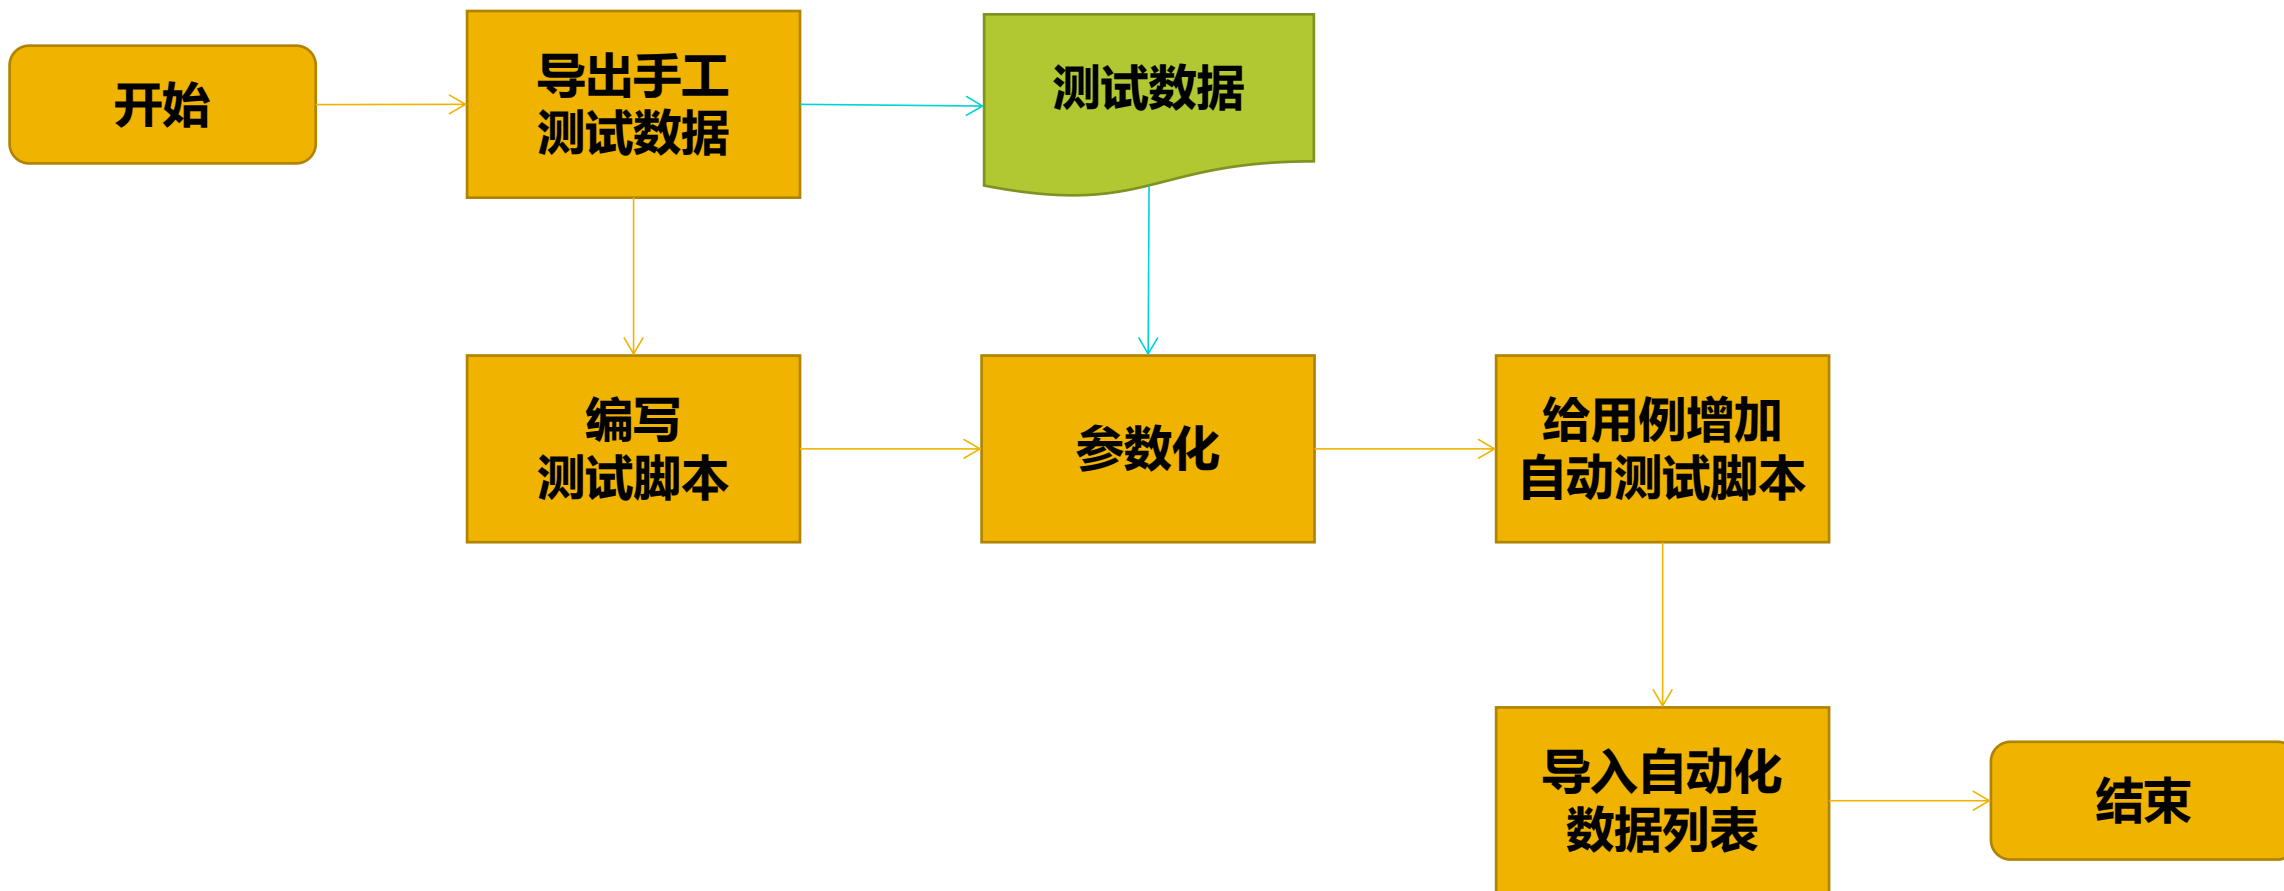 开始
导出手工
测试数据
测试数据
编写
测试脚本
参数化
给用例增加
自动测试脚本
导入自动化
数据列表
结束